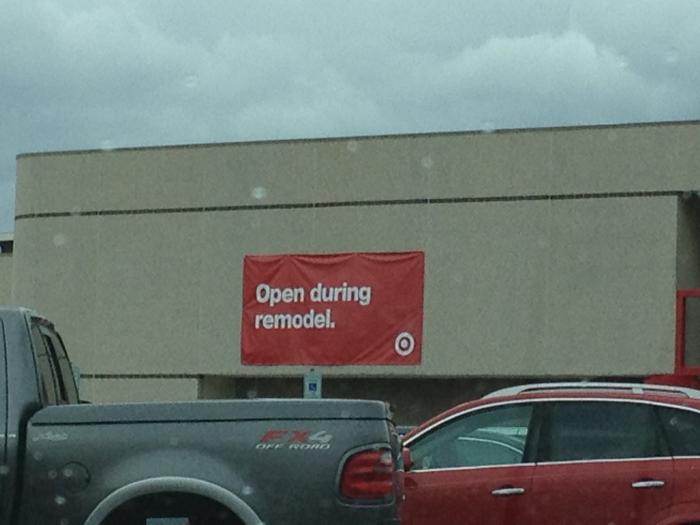 Open during
remodel.
FX4
OFF ROAD